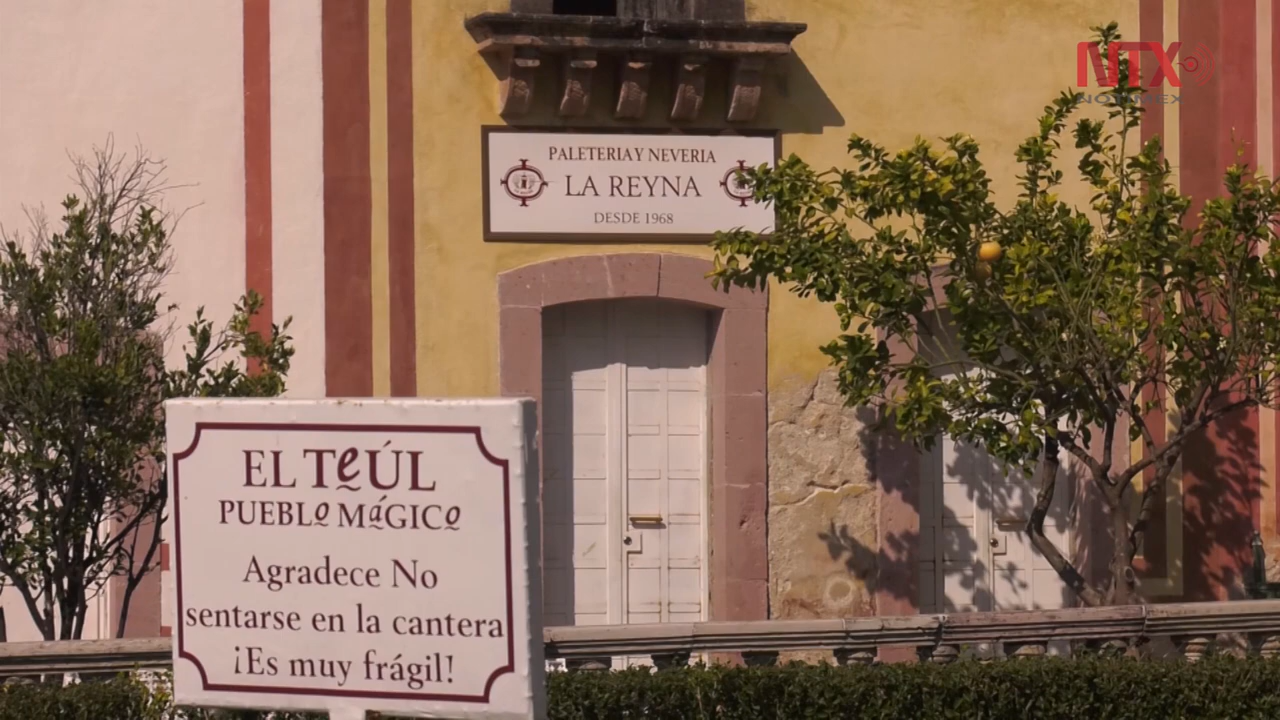 NTX
NOTIMEX
PALETERIA Y NEVERIA
LA REYNA
DESDE 1968
EL TeÚL
PUEBLO MáGICO
Agradece No
sentarse en la cantera
¡Es muy frágil!